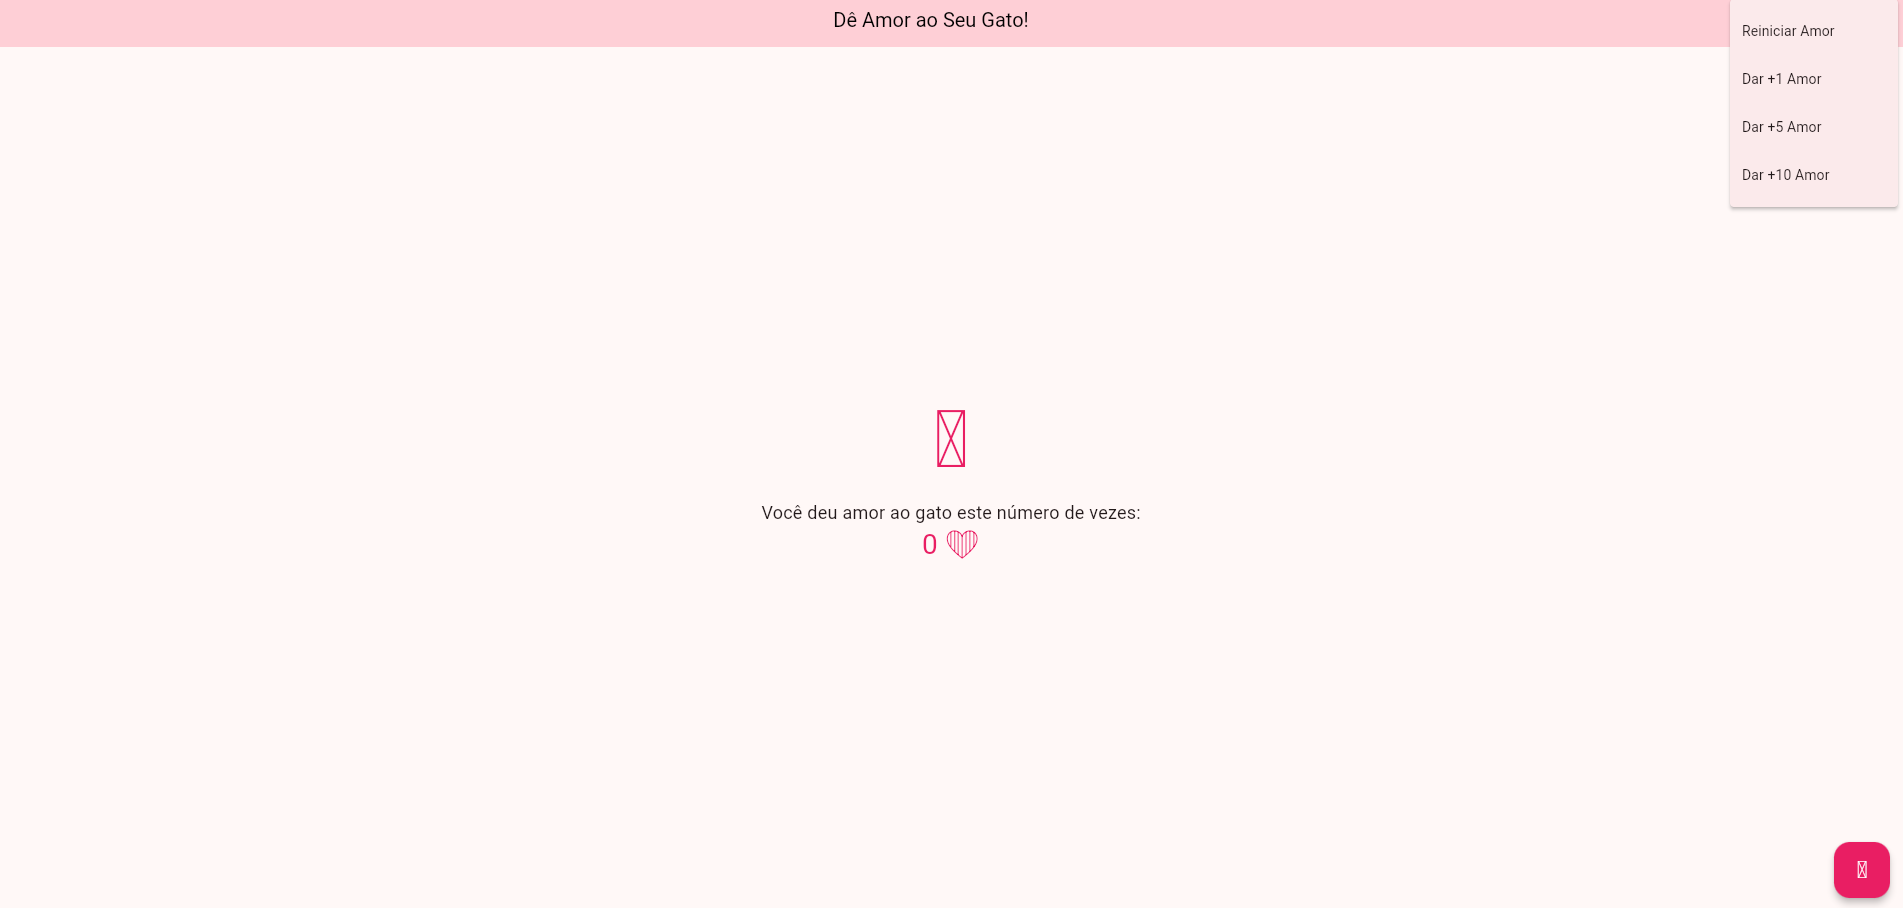 Dê Amor ao Seu Gato!
Reiniciar Amor
Dar +1 Amor
Dar +5 Amor
Dar +10 Amor
Você deu amor ao gato este número de vezes:
0